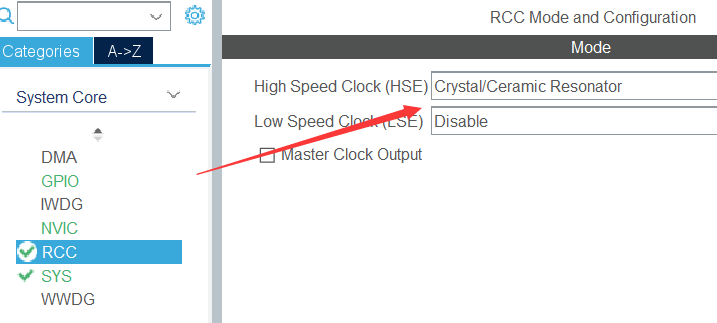 RCC Mode and Configuration
Categories A->Z
Mode
System Core
High Speed Clock (HSE) Crystal/Ceramic Resonator
Low Speed Clock (LSE) Disable
Master Clock Output
DMA
GPIO
IWDG
NVIC
RCC
SYS
WWDG